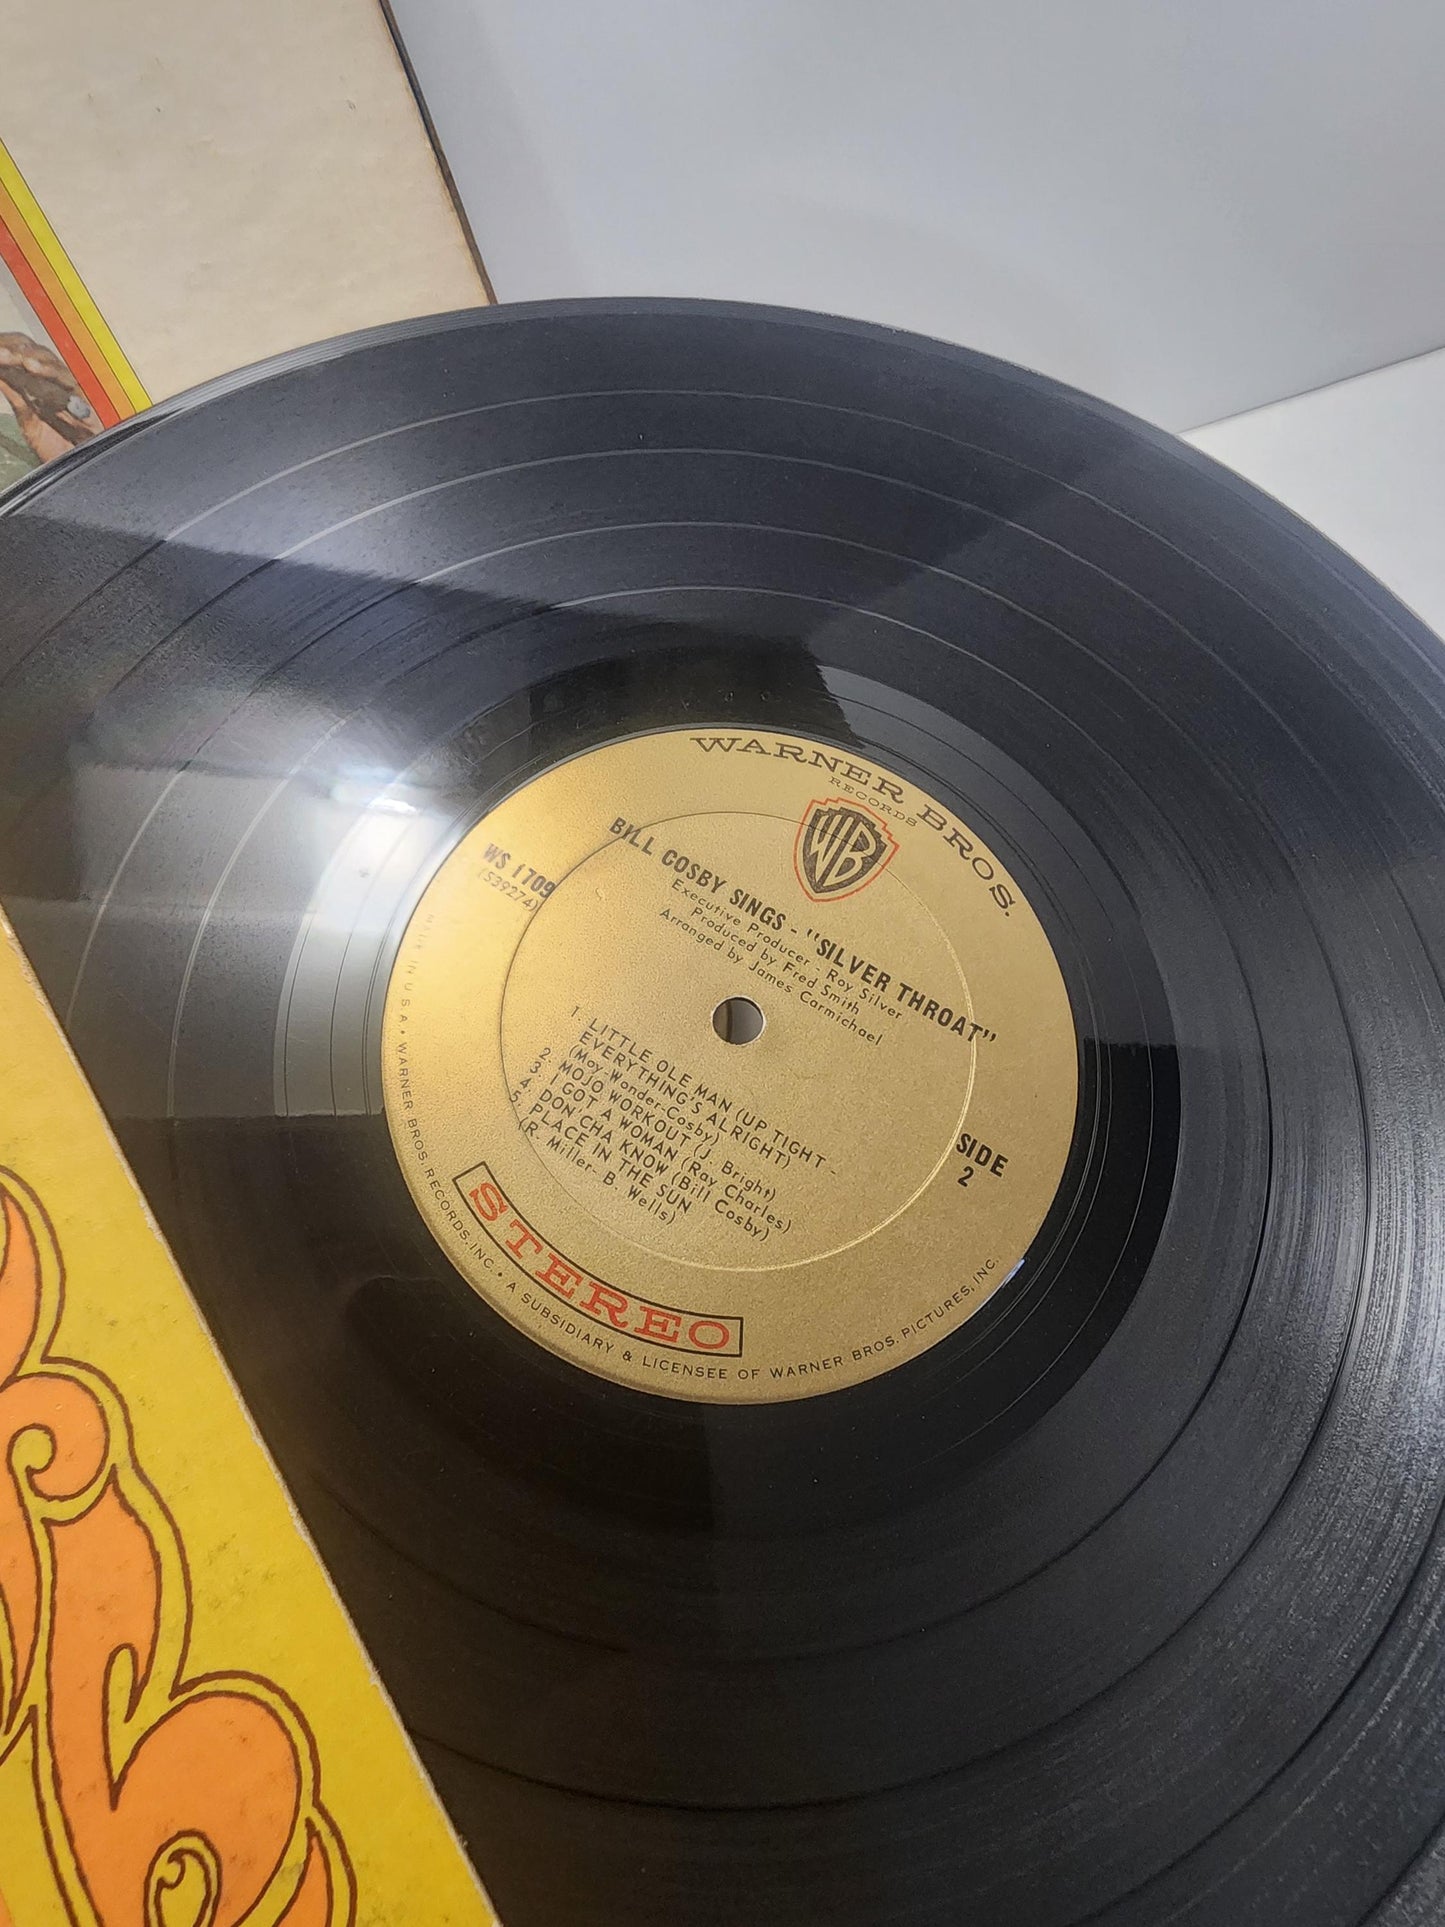 WARNER BROS.
RECORDS
WB
WS 1709
(S39274)
BILL COSBY SINGS - "SILVER THROAT"
Executive Producer - Roy Silver
Produced by Fred Smith
Arranged by James Carmichael
1. LITTLE OLE MAN (UP TIGHT -
EVERYTHING'S ALRIGHT)
(Moy-Wonder-Cosby)
2. MOJO WORKOUT (J. Bright)
3. I GOT A WOMAN (Ray Charles)
4. DON'CHA KNOW (Bill Cosby)
5. PLACE IN THE SUN
(R. Miller- B. Wells)
SIDE
2
STEREO
MADE IN U.S.A. • WARNER BROS. RECORDS, INC. • A SUBSIDIARY & LICENSEE OF WARNER BROS. PICTURES, INC.